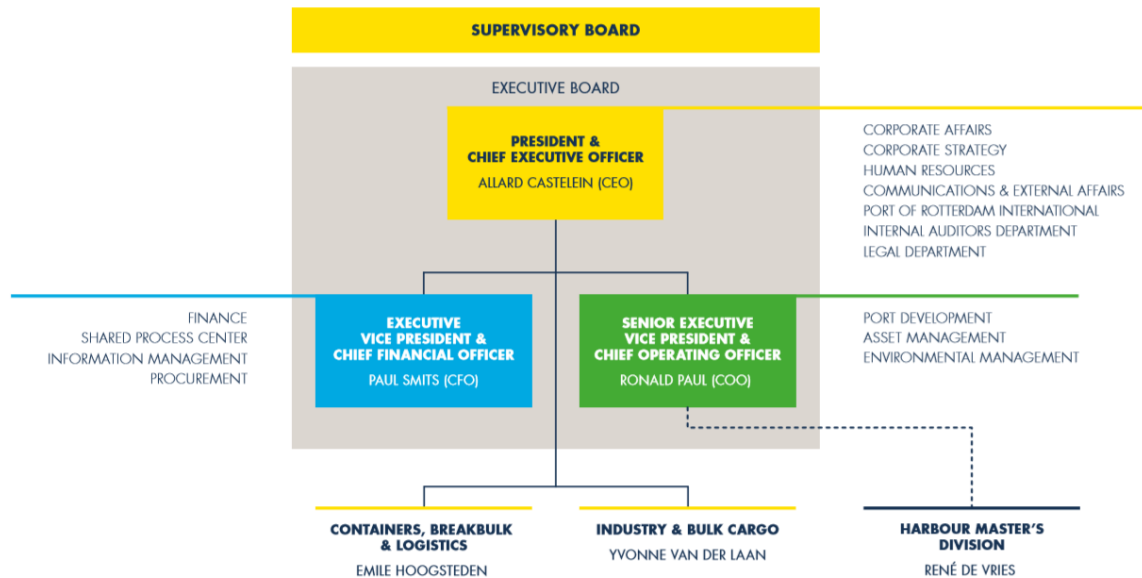 SUPERVISORY BOARD
EXECUTIVE BOARD
PRESIDENT &
CHIEF EXECUTIVE OFFICER
ALLARD CASTELEIN (CEO)
CORPORATE AFFAIRS
CORPORATE STRATEGY
HUMAN RESOURCES
COMMUNICATIONS & EXTERNAL AFFAIRS
PORT OF ROTTERDAM INTERNATIONAL
INTERNAL AUDITORS DEPARTMENT
LEGAL DEPARTMENT
FINANCE
SHARED PROCESS CENTER
INFORMATION MANAGEMENT
PROCUREMENT
EXECUTIVE
VICE PRESIDENT &
CHIEF FINANCIAL OFFICER
PAUL SMITS (CFO)
SENIOR EXECUTIVE
VICE PRESIDENT &
CHIEF OPERATING OFFICER
RONALD PAUL (COO)
PORT DEVELOPMENT
ASSET MANAGEMENT
ENVIRONMENTAL MANAGEMENT
CONTAINERS, BREAKBULK
& LOGISTICS
EMILE HOOGSTEDEN
INDUSTRY & BULK CARGO
YVONNE VAN DER LAAN
HARBOUR MASTER'S
DIVISION
RENÉ DE VRIES